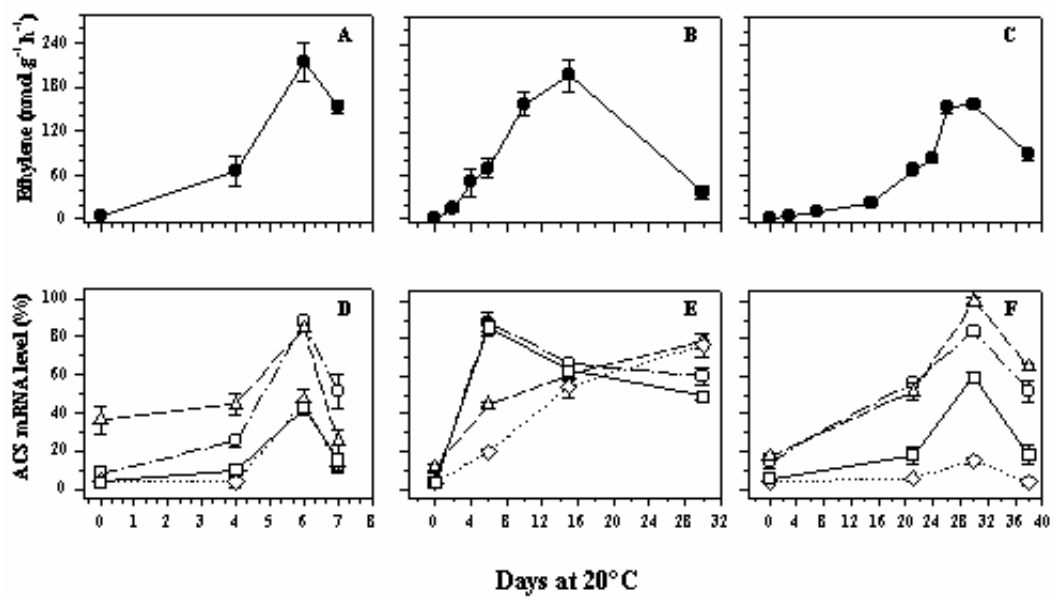 A
B
C
Ethylene (nmol.g⁻¹ h⁻¹)
240
180
120
60
0
D
E
F
ACS mRNA level (%)
100
80
60
40
20
0
0 1 2 3 4 5 6 7 8
0 4 8 12 16 20 24 28 32
0 4 8 12 16 20 24 28 32 36 40
Days at 20°C